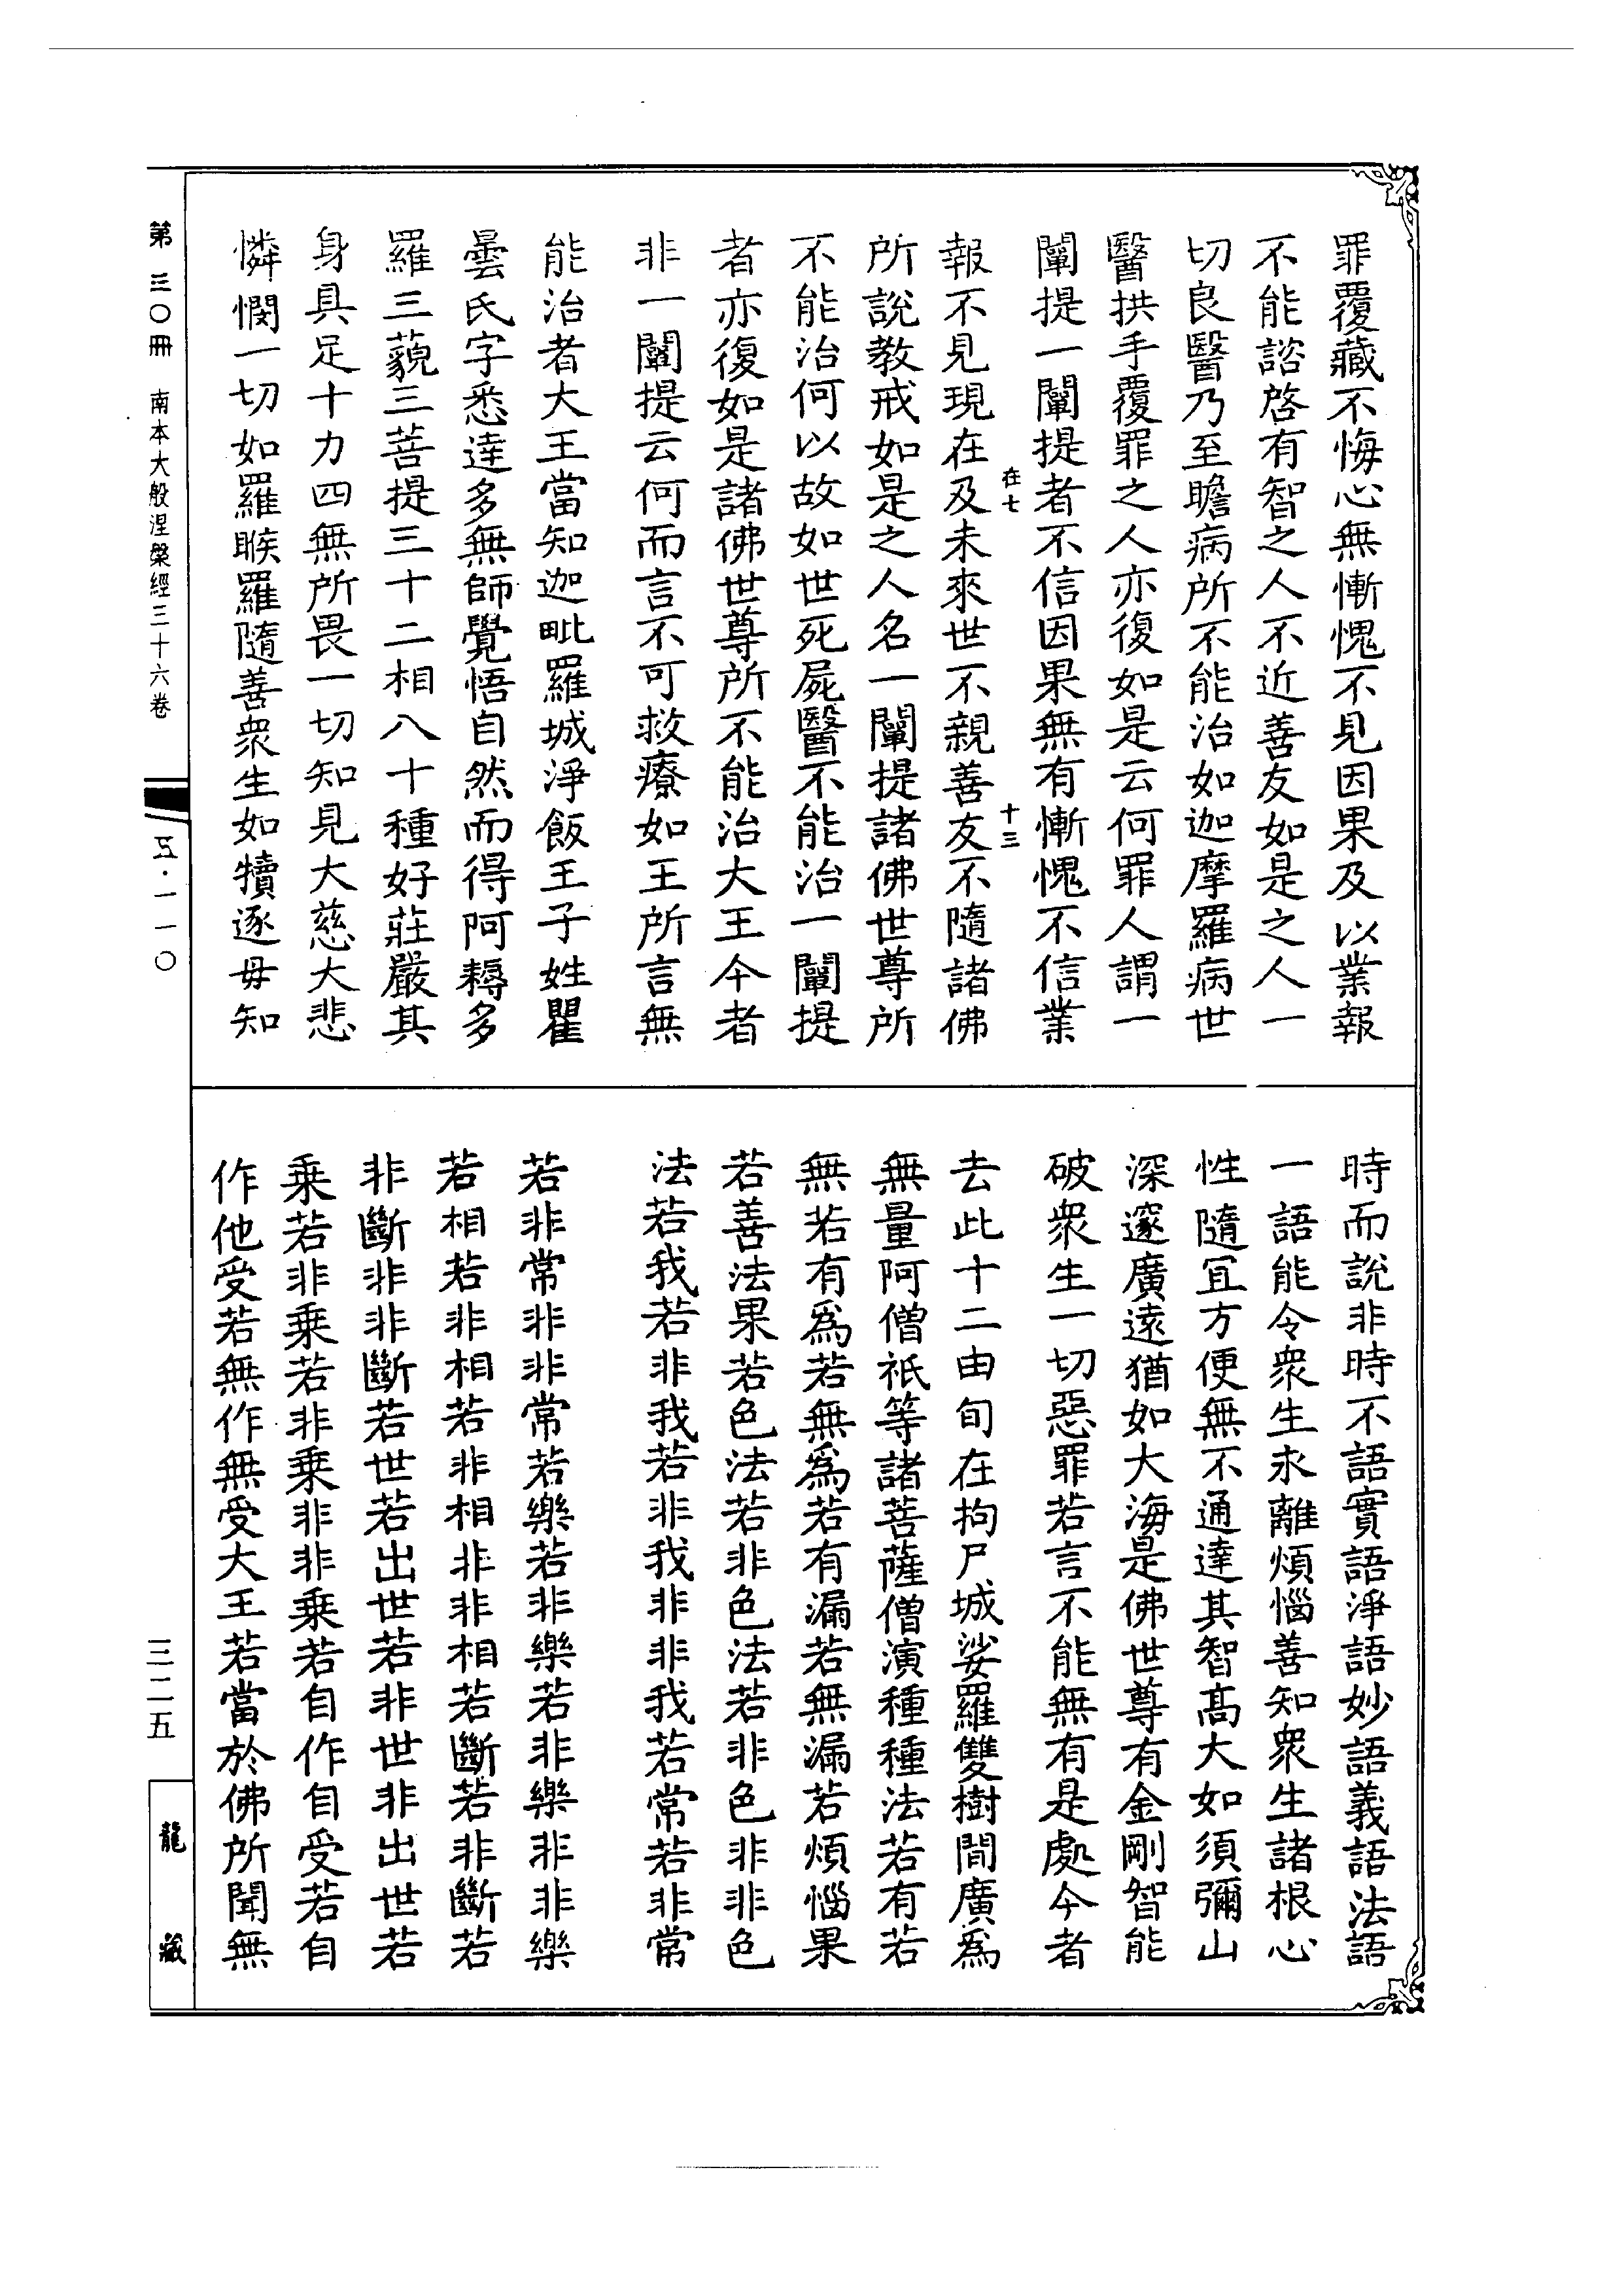 罪覆藏不悔心無慚愧不見因果及以業報
不能諮啓有智之人不近善友如是之人一
切良醫乃至瞻病所不能治如迦摩羅病世
醫拱手覆罪之人亦復如是云何罪人謂一
闡提一闡提者不信因果無有慚愧不信業
在七
十三
報不見現在及未來世不親善友不隨諸佛
所說教戒如是之人名一闡提諸佛世尊所
不能治何以故如世死屍醫不能治一闡提
者亦復如是諸佛世尊所不能治大王今者
非一闡提云何而言不可救療如王所言無
能治者大王當知迦毗羅城淨飯王子姓瞿
曇氏字悉達多無師覺悟自然而得阿耨多
羅三藐三菩提三十二相八十種好莊嚴其
身具足十力四無所畏一切知見大慈大悲
憐憫一切如羅睺羅隨善衆生如犢逐母知
時而說非時不語實語淨語妙語義語法語
一語能令衆生永離煩惱善知衆生諸根心
性隨宜方便無不通達其智高大如須彌山
深邃廣遠猶如大海是佛世尊有金剛智能
破衆生一切惡罪若言不能無有是處今者
去此十二由旬在拘尸城娑羅雙樹間廣爲
無量阿僧祇等諸菩薩僧演種種法若有若
無若有爲若無爲若有漏若無漏若煩惱果
若善法果若色法若非色法若非色非非色
法若我若非我若非我非非我若常若非常
若非常非非常若樂若非樂若非樂非非樂
若相若非相若非相非非相若斷若非斷若
非斷非非斷若世若出世若非世非出世若
乘若非乘若非乘非非乘若自作自受若自
作他受若無作無受大王若當於佛所聞無
第三〇冊 南本大般涅槃經三十六卷
五·一一〇
三二五
龍藏